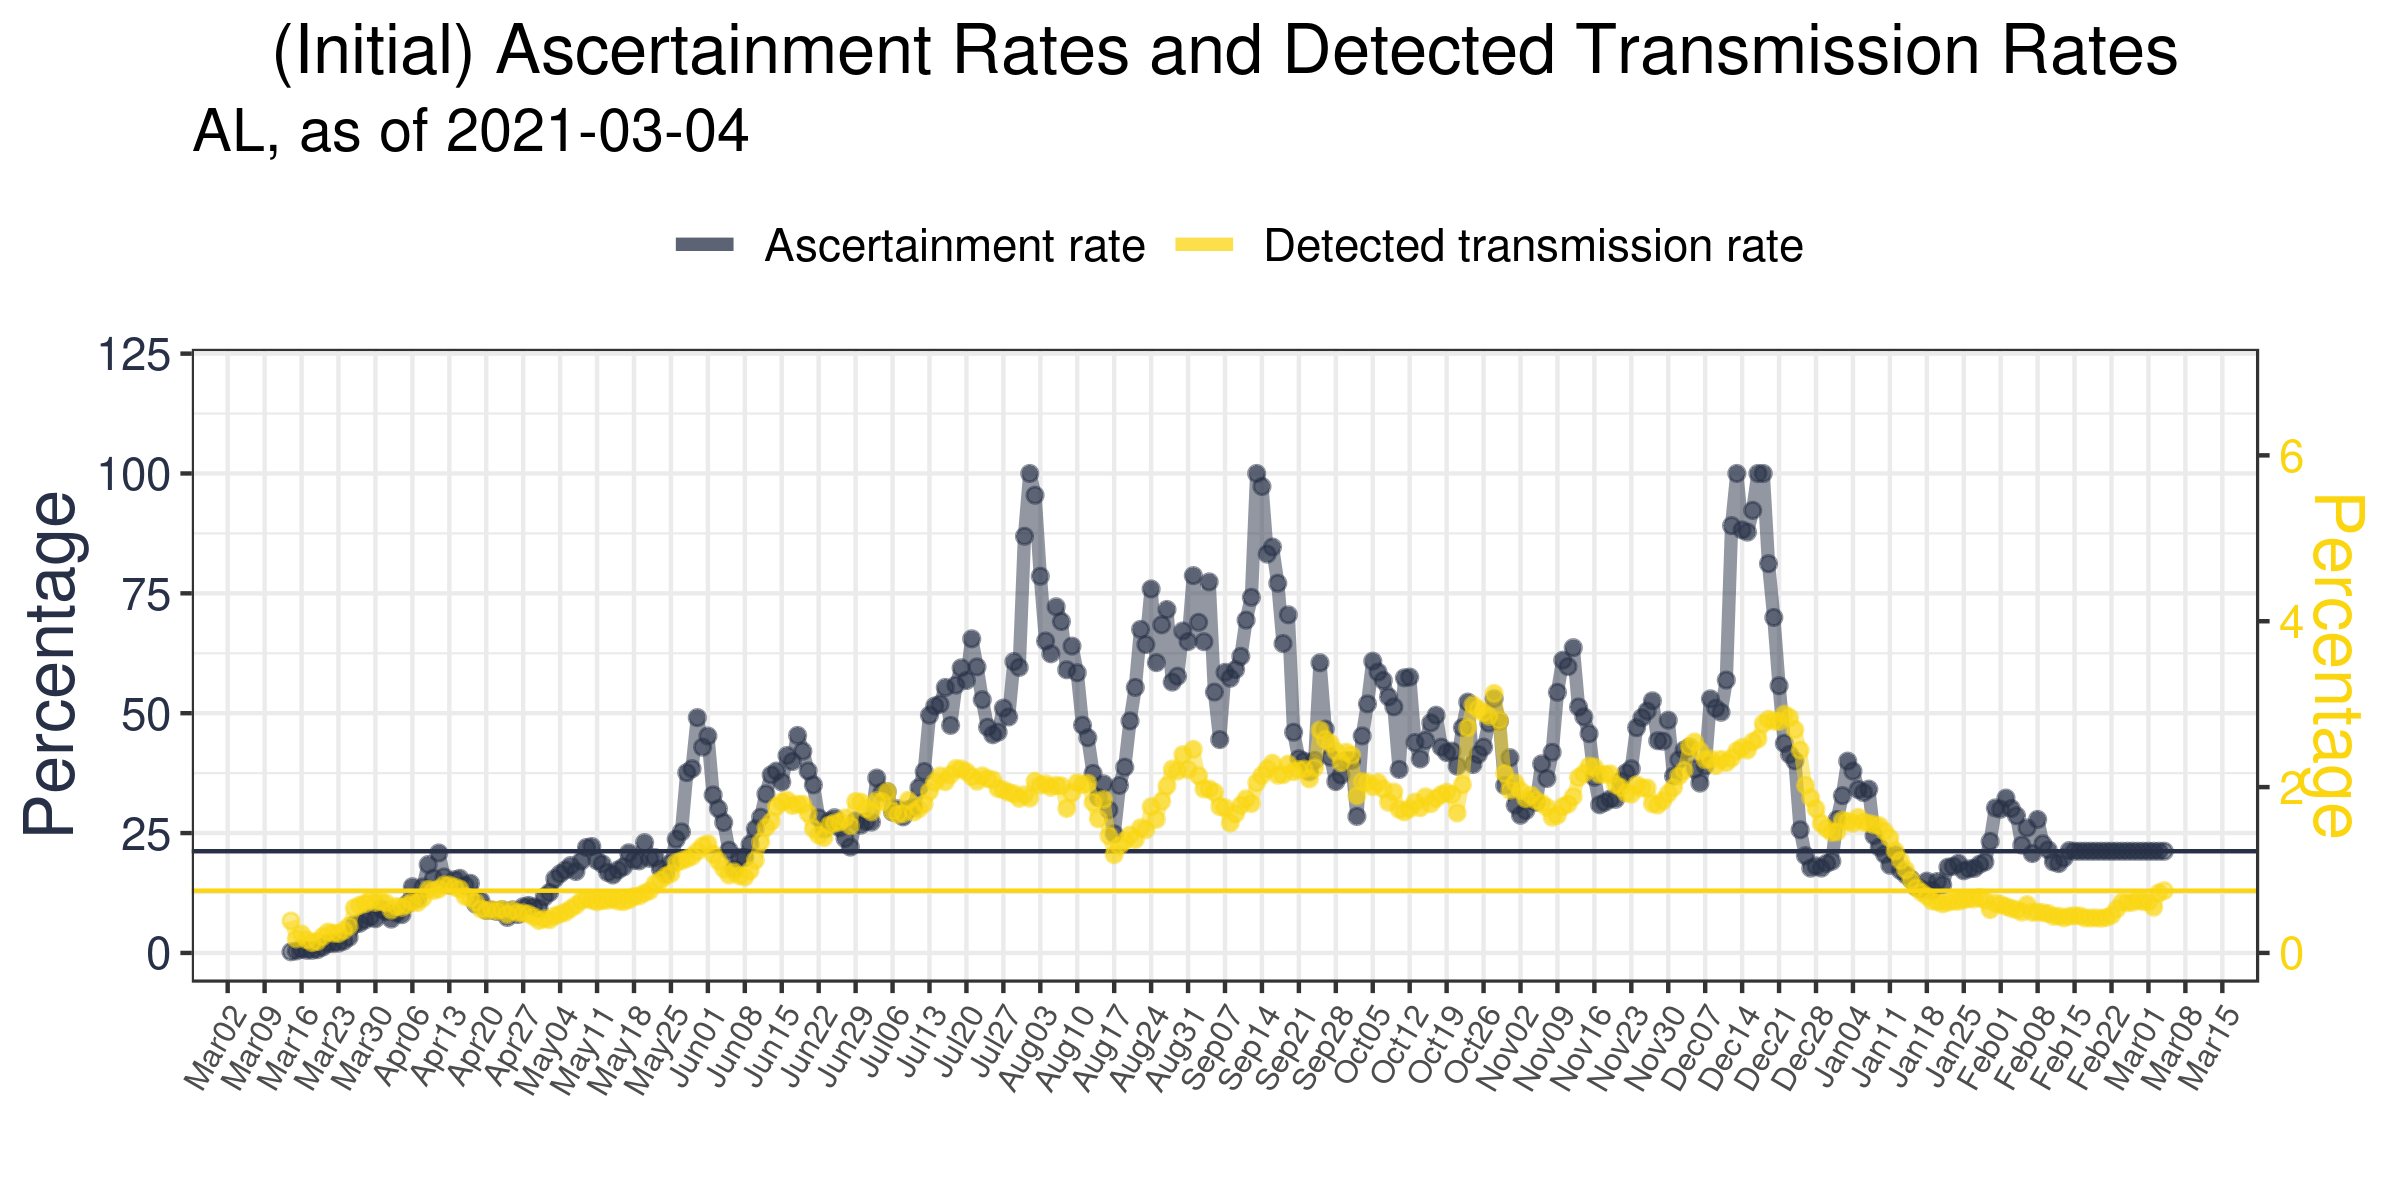 (Initial) Ascertainment Rates and Detected Transmission Rates
AL, as of 2021-03-04
Ascertainment rate
Detected transmission rate
Percentage
125
100
75
50
25
0
6
4
2
0
Percentage
Mar02
Mar09
Mar16
Mar23
Mar30
Apr06
Apr13
Apr20
Apr27
May04
May11
May18
May25
Jun01
Jun08
Jun15
Jun22
Jun29
Jul06
Jul13
Jul20
Jul27
Aug03
Aug10
Aug17
Aug24
Aug31
Sep07
Sep14
Sep21
Sep28
Oct05
Oct12
Oct19
Oct26
Nov02
Nov09
Nov16
Nov23
Nov30
Dec07
Dec14
Dec21
Dec28
Jan04
Jan11
Jan18
Jan25
Feb01
Feb08
Feb15
Feb22
Mar01
Mar08
Mar15